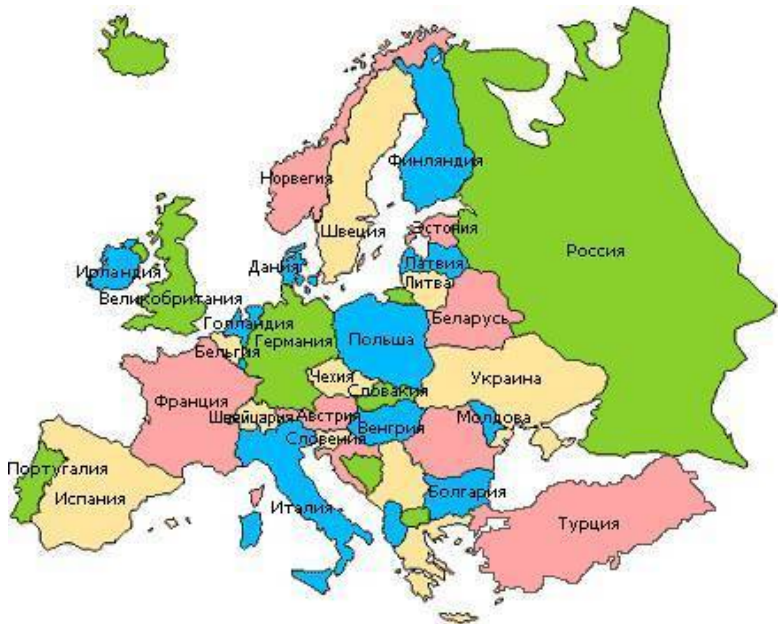 Финляндия
Норвегия
Швеция
Эстония
Россия
Латвия
Литва
Дания
Ирландия
Великобритания
Голландия
Беларусь
Германия
Польша
Бельгия
Чехия
Украина
Словакия
Франция
Швейцария
Австрия
Молдова
Венгрия
Словения
Португалия
Испания
Италия
Болгария
Турция